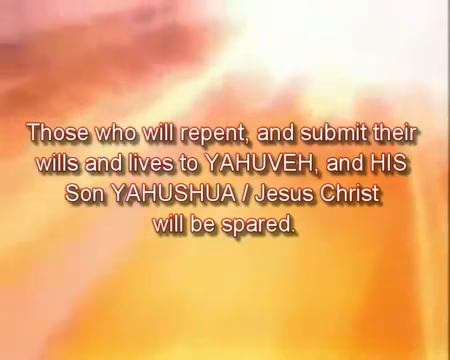 Those who will repent, and submit their
wills and lives to YAHUVEH, and HIS
Son YAHUSHUA / Jesus Christ
will be spared.